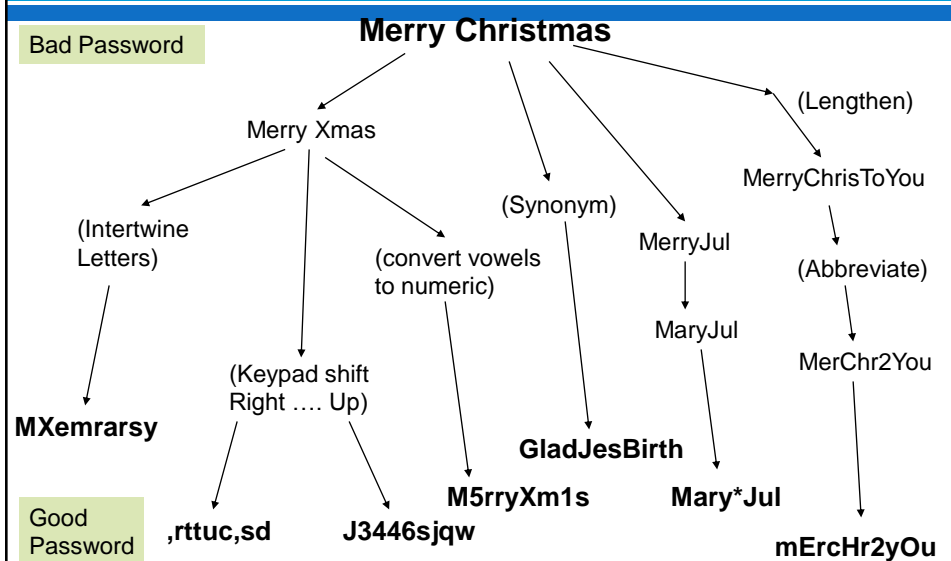 Merry Christmas
Bad Password
(Lengthen)
Merry Xmas
MerryChrisToYou
(Synonym)
(Intertwine
Letters)
MerryJul
(convert vowels
to numeric)
(Abbreviate)
MaryJul
MerChr2You
(Keypad shift
Right …. Up)
MXemrarsy
GladJesBirth
M5rryXm1s
Mary*Jul
Good
Password
,rttuc,sd
J3446sjqw
mErcHr2yOu